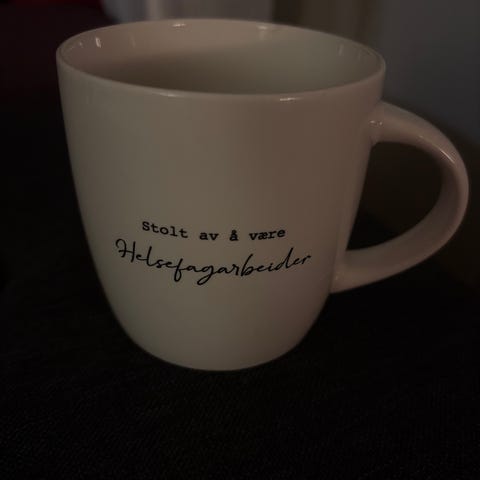 Stolt av å være
Helsefagarbeider